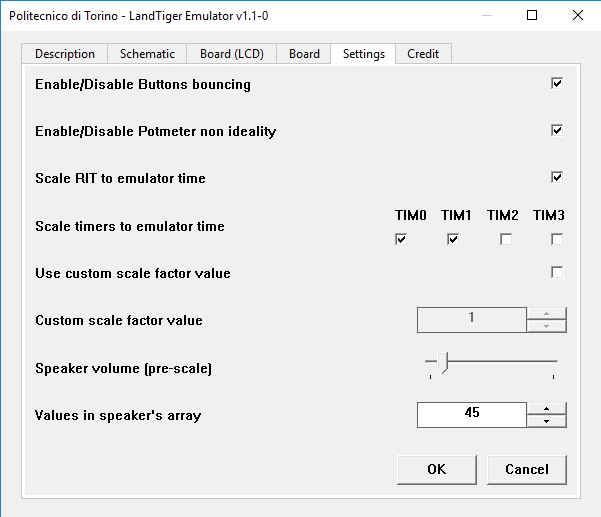 Politecnico di Torino - LandTiger Emulator v1.1-0
Description Schematic Board (LCD) Board Settings Credit
Enable/Disable Buttons bouncing
Enable/Disable Potmeter non ideality
Scale RIT to emulator time
TIM0 TIM1 TIM2 TIM3
Scale timers to emulator time
Use custom scale factor value
Custom scale factor value 1
Speaker volume (pre-scale)
Values in speaker's array 45
OK Cancel